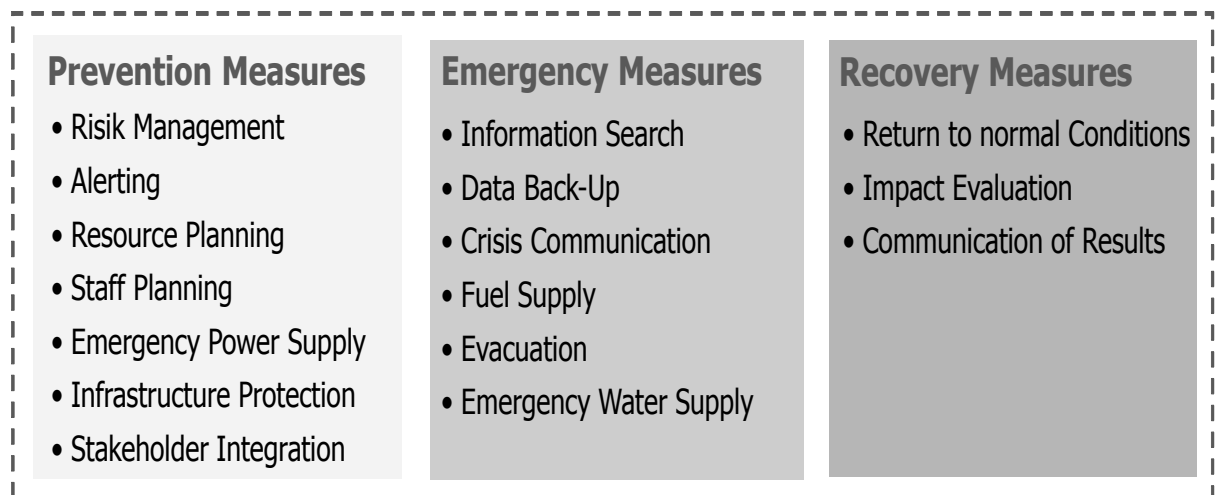 Prevention Measures
• Risik Management
• Alerting
• Resource Planning
• Staff Planning
• Emergency Power Supply
• Infrastructure Protection
• Stakeholder Integration
Emergency Measures
• Information Search
• Data Back-Up
• Crisis Communication
• Fuel Supply
• Evacuation
• Emergency Water Supply
Recovery Measures
• Return to normal Conditions
• Impact Evaluation
• Communication of Results